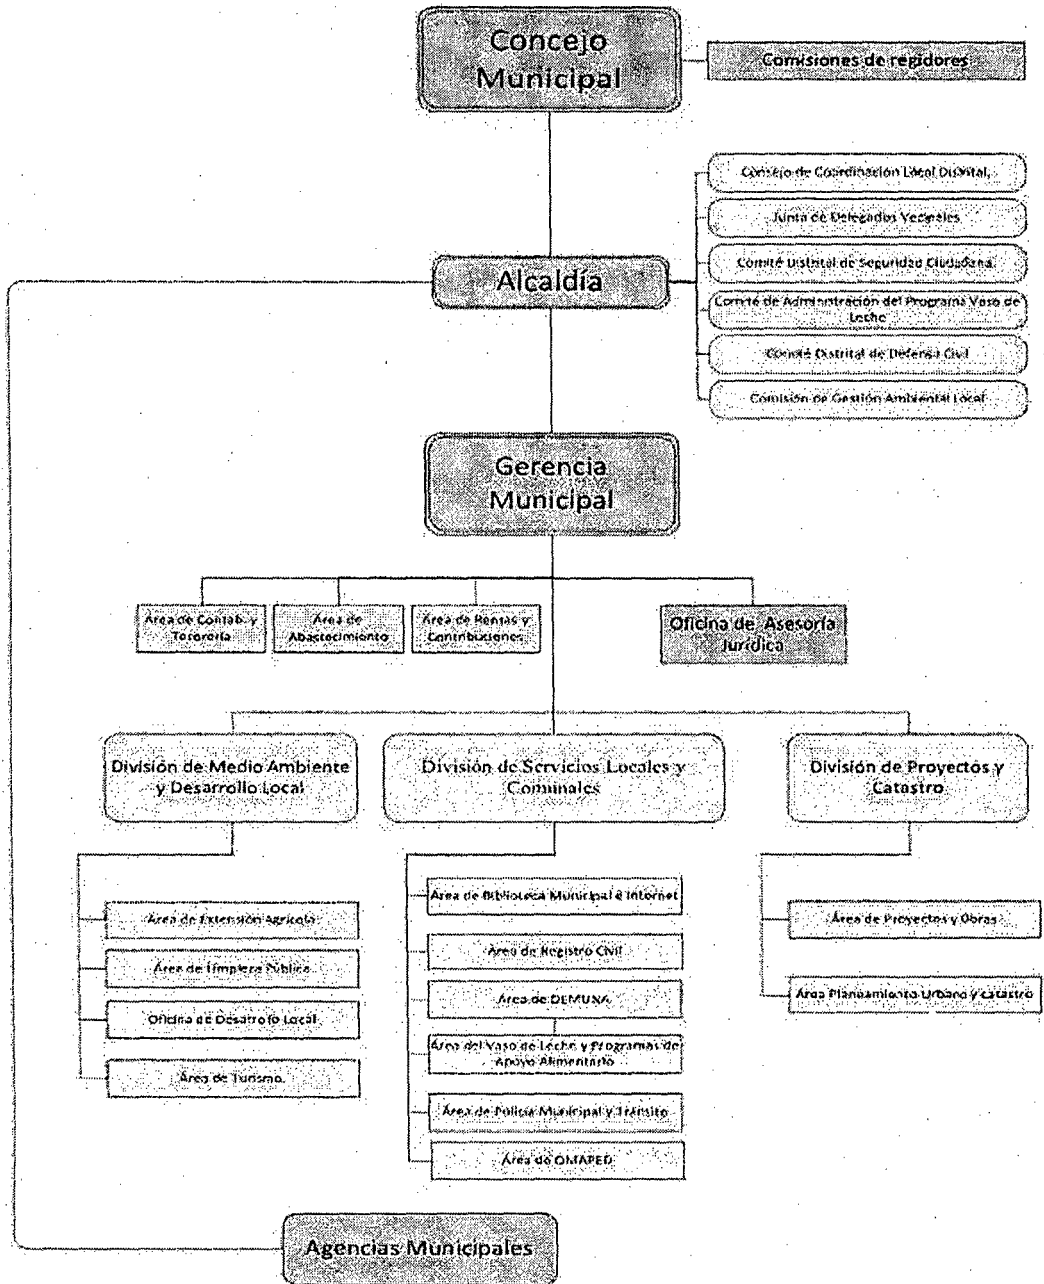 Concejo
Municipal
Comisiones de regidores
Consejo de Coordinación Local Distrital.
Junta de Delegados Vecinales
Comité Distrital de Seguridad Ciudadana
Alcaldía
Comité de Administración del Programa Vaso de
Leche
Comité Distrital de Defensa Civil
Comisión de Gestión Ambiental Local
Gerencia
Municipal
Área de Contab. y
Tesorería
Área de
Abastecimiento
Área de Rentas y
Contribuciones
Oficina de Asesoría
Jurídica
División de Medio Ambiente
y Desarrollo Local
División de Servicios Locales y
Comunales
División de Proyectos y
Catastro
Área de Extensión Agrícola
Área de Limpieza Pública
Oficina de Desarrollo Local
Área de Turismo.
Área de Biblioteca Municipal e Internet
Área de Registro Civil
Área de DEMUNA
Área del Vaso de Leche y Programas de
Apoyo Alimentario
Área de Policía Municipal y Tránsito
Área de OMAPED
Área de Proyectos y Obras
Área Planeamiento Urbano y catastro
Agencias Municipales